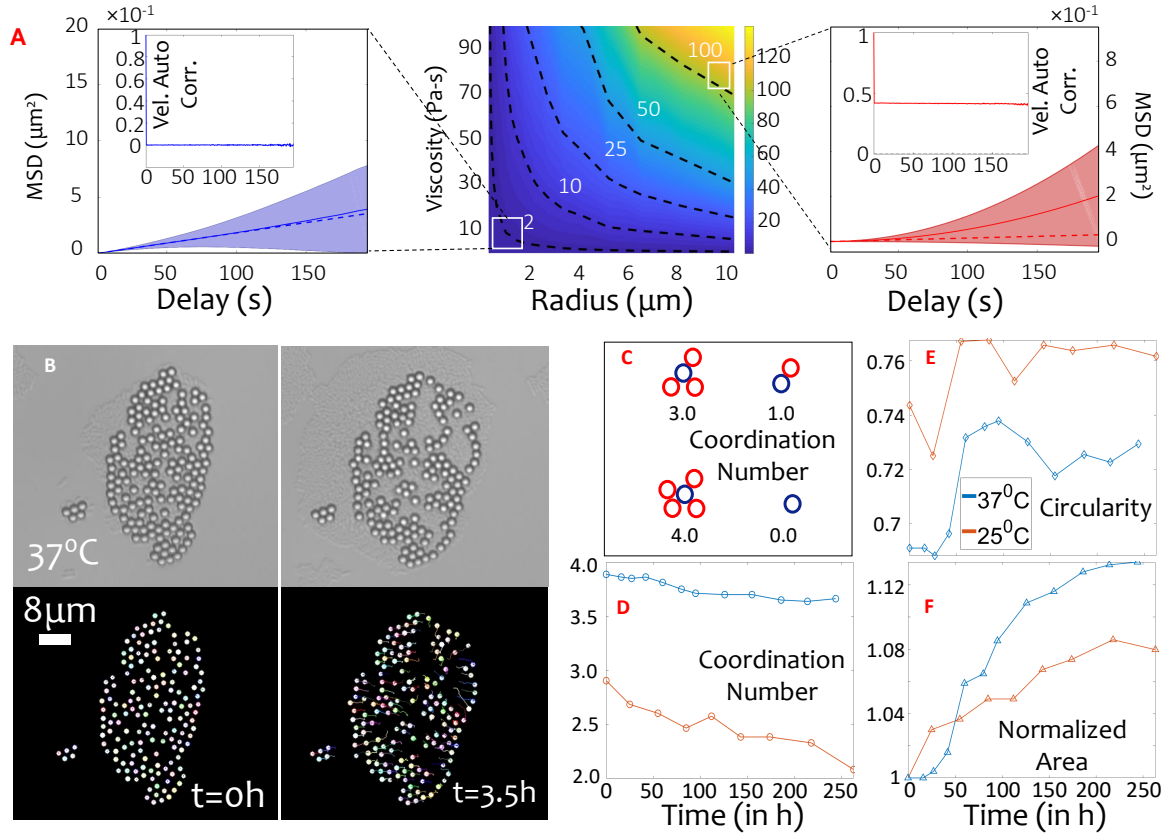 A
×10⁻¹
20
15
10
5
0
MSD (µm²)
1
0.8
0.6
0.4
0.2
0
Vel. Auto
Corr.
0 50 100 150
0 50 100 150
Delay (s)
90
70
50
30
10
Viscosity (Pa-s)
100
50
25
10
2
2 4 6 8 10
Radius (µm)
120
100
80
60
40
20
×10⁻¹
1
0.5
0
Vel. Auto
Corr.
0 50 100 150
8
6
4
2
0
MSD (µm²)
0 50 100 150
Delay (s)
B
37⁰C
8µm
t=0h
t=3.5h
C
3.0
1.0
Coordination
Number
4.0
0.0
D
4.0
3.5
3.0
2.5
2.0
Coordination
Number
0 50 100 150 200 250
Time (in h)
E
0.76
0.74
0.72
0.7
37⁰C
25⁰C
Circularity
F
1.12
1.08
1.04
1
Normalized
Area
0 50 100 150 200 250
Time (in h)